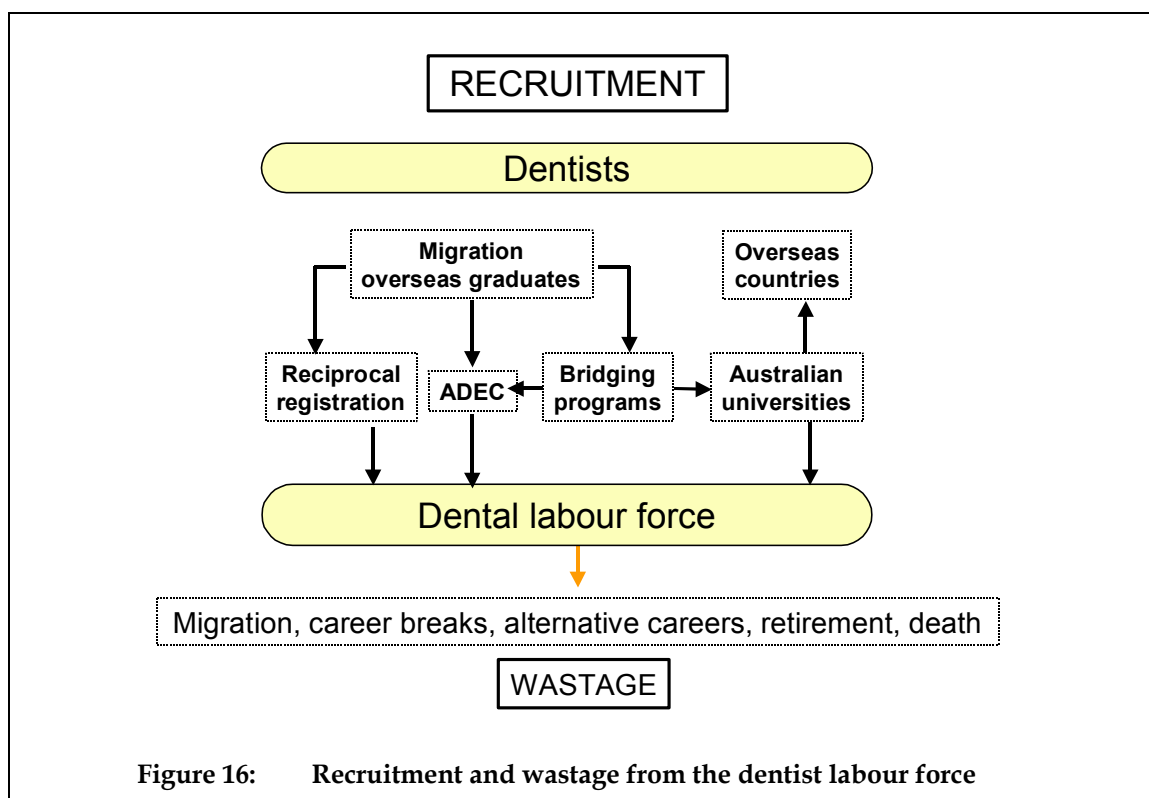 RECRUITMENT
Dentists
Migration
overseas graduates
Overseas
countries
Reciprocal
registration
ADEC
Bridging
programs
Australian
universities
Dental labour force
Migration, career breaks, alternative careers, retirement, death
WASTAGE
Figure 16: Recruitment and wastage from the dentist labour force